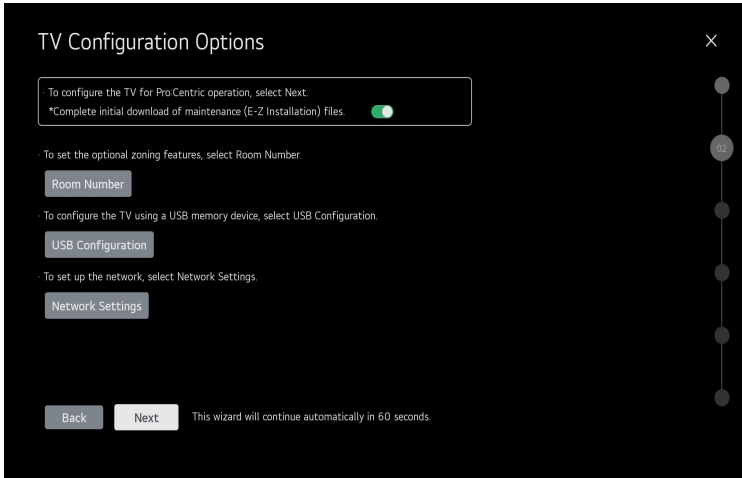 TV Configuration Options
· To configure the TV for Pro:Centric operation, select Next.
*Complete initial download of maintenance (E-Z Installation) files.
02
· To set the optional zoning features, select Room Number.
Room Number
· To configure the TV using a USB memory device, select USB Configuration.
USB Configuration
· To set up the network, select Network Settings.
Network Settings
Back
Next
This wizard will continue automatically in 60 seconds.